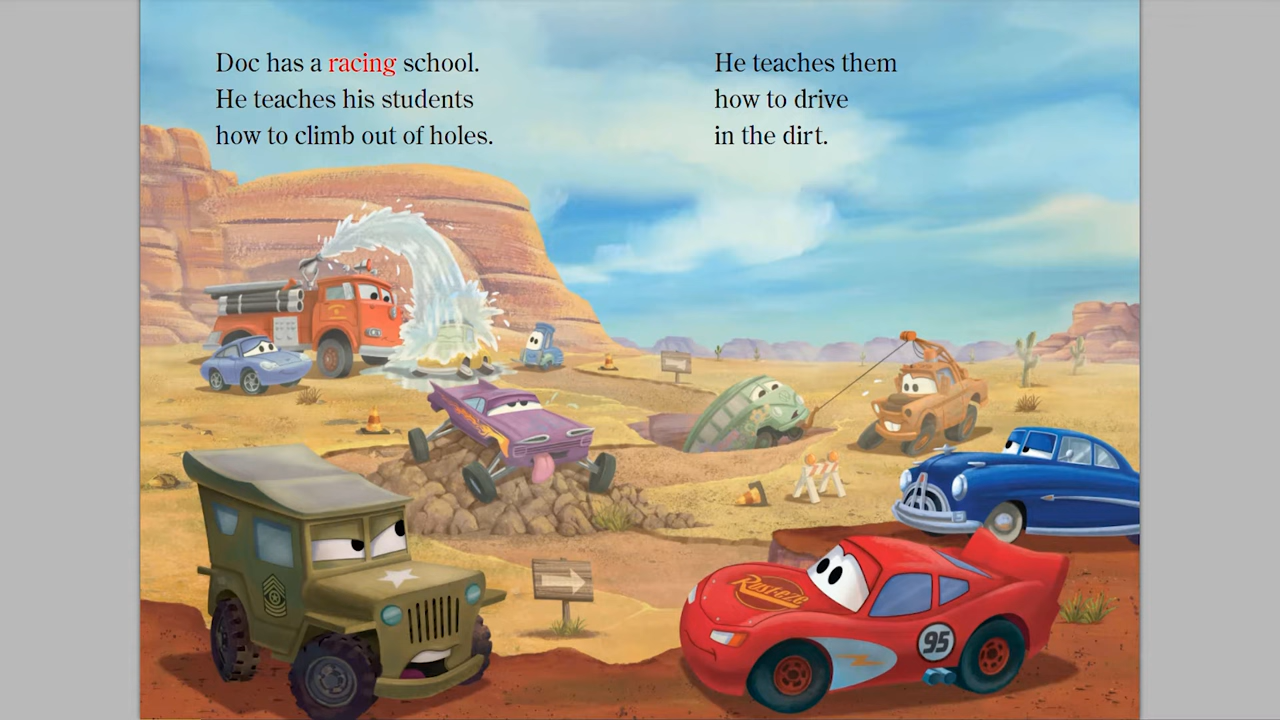 Doc has a racing school.
He teaches his students
how to climb out of holes.
He teaches them
how to drive
in the dirt.
Rust-eze
95